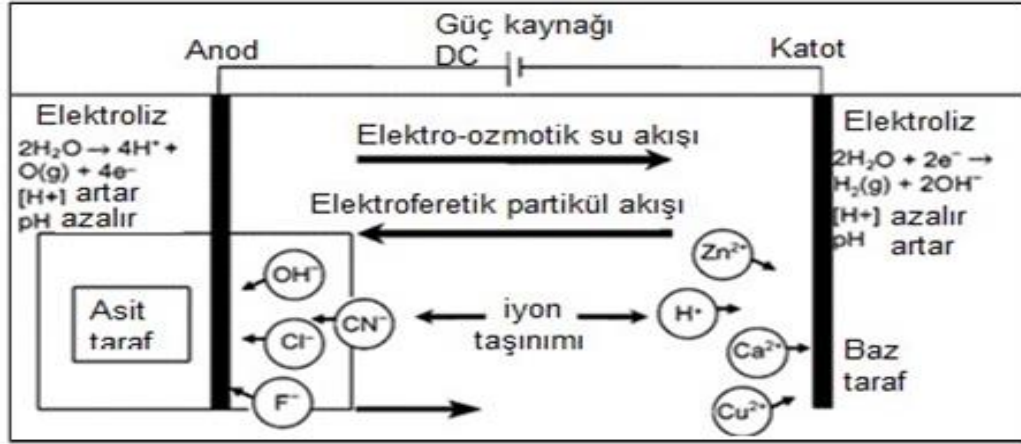 Güç kaynağı
DC
Anod
Katot
Elektroliz
2H₂O → 4H⁺ +
O(g) + 4e⁻
[H+] artar
pH azalır
Elektro-ozmotik su akışı
Elektroferetik partikül akışı
Elektroliz
2H₂O + 2e⁻ →
H₂(g) + 2OH⁻
[H+] azalır
pH artar
Asit
taraf
OH⁻
CN⁻
Cl⁻
F⁻
iyon
taşınımı
Zn²⁺
H⁺
Ca²⁺
Cu²⁺
Baz
taraf